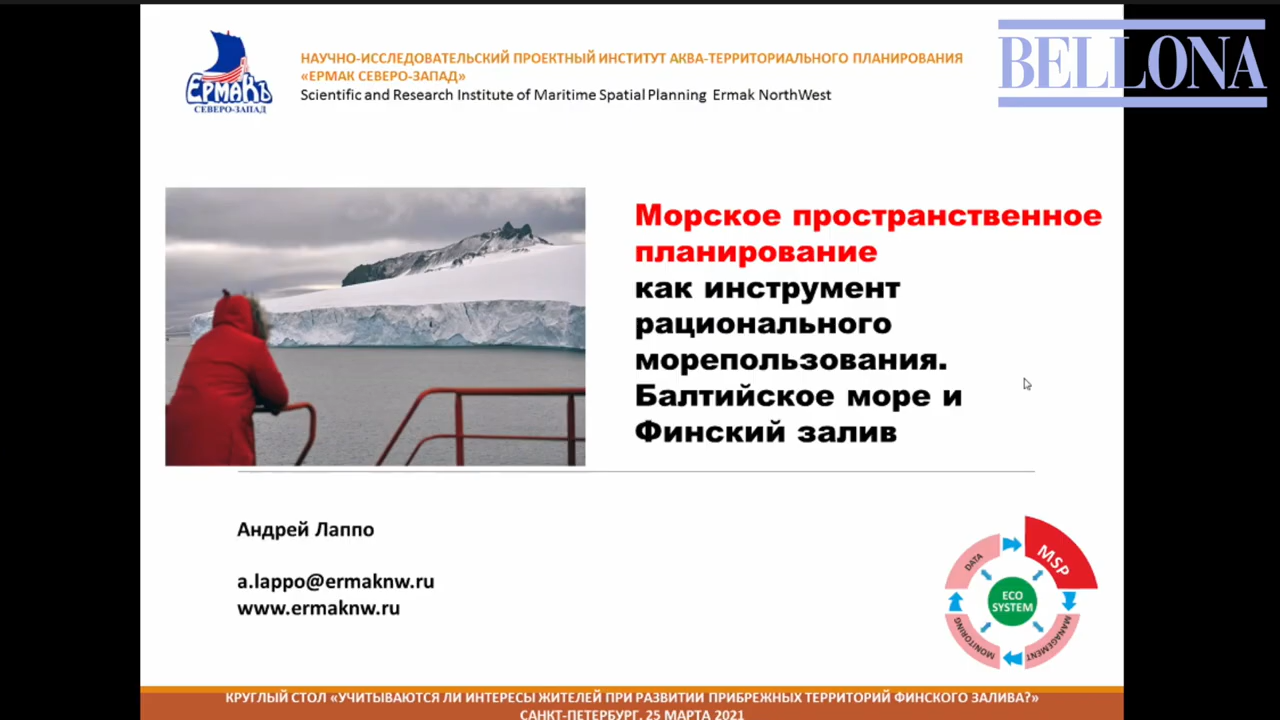 НАУЧНО-ИССЛЕДОВАТЕЛЬСКИЙ ПРОЕКТНЫЙ ИНСТИТУТ АКВА-ТЕРРИТОРИАЛЬНОГО ПЛАНИРОВАНИЯ
«ЕРМАК СЕВЕРО-ЗАПАД»
Scientific and Research Institute of Maritime Spatial Planning Ermak NorthWest
ЕРМАКЪ
СЕВЕРО-ЗАПАД
BELLONA
Морское пространственное
планирование
как инструмент
рационального
морепользования.
Балтийское море и
Финский залив
Андрей Лаппо
a.lappo@ermaknw.ru
www.ermaknw.ru
DATA
MSP
ECO
SYSTEM
MONITORING
MANAGEMENT
КРУГЛЫЙ СТОЛ «УЧИТЫВАЮТСЯ ЛИ ИНТЕРЕСЫ ЖИТЕЛЕЙ ПРИ РАЗВИТИИ ПРИБРЕЖНЫХ ТЕРРИТОРИЙ ФИНСКОГО ЗАЛИВА?»
САНКТ-ПЕТЕРБУРГ, 25 МАРТА 2021